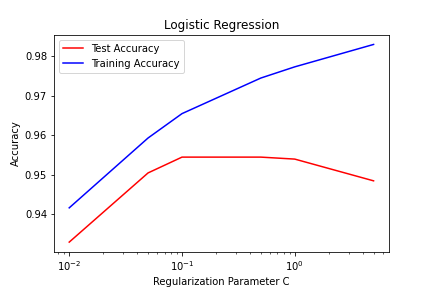 Logistic Regression
Test Accuracy
Training Accuracy
0.98
0.97
0.96
0.95
0.94
Accuracy
10⁻² 10⁻¹ 10⁰
Regularization Parameter C